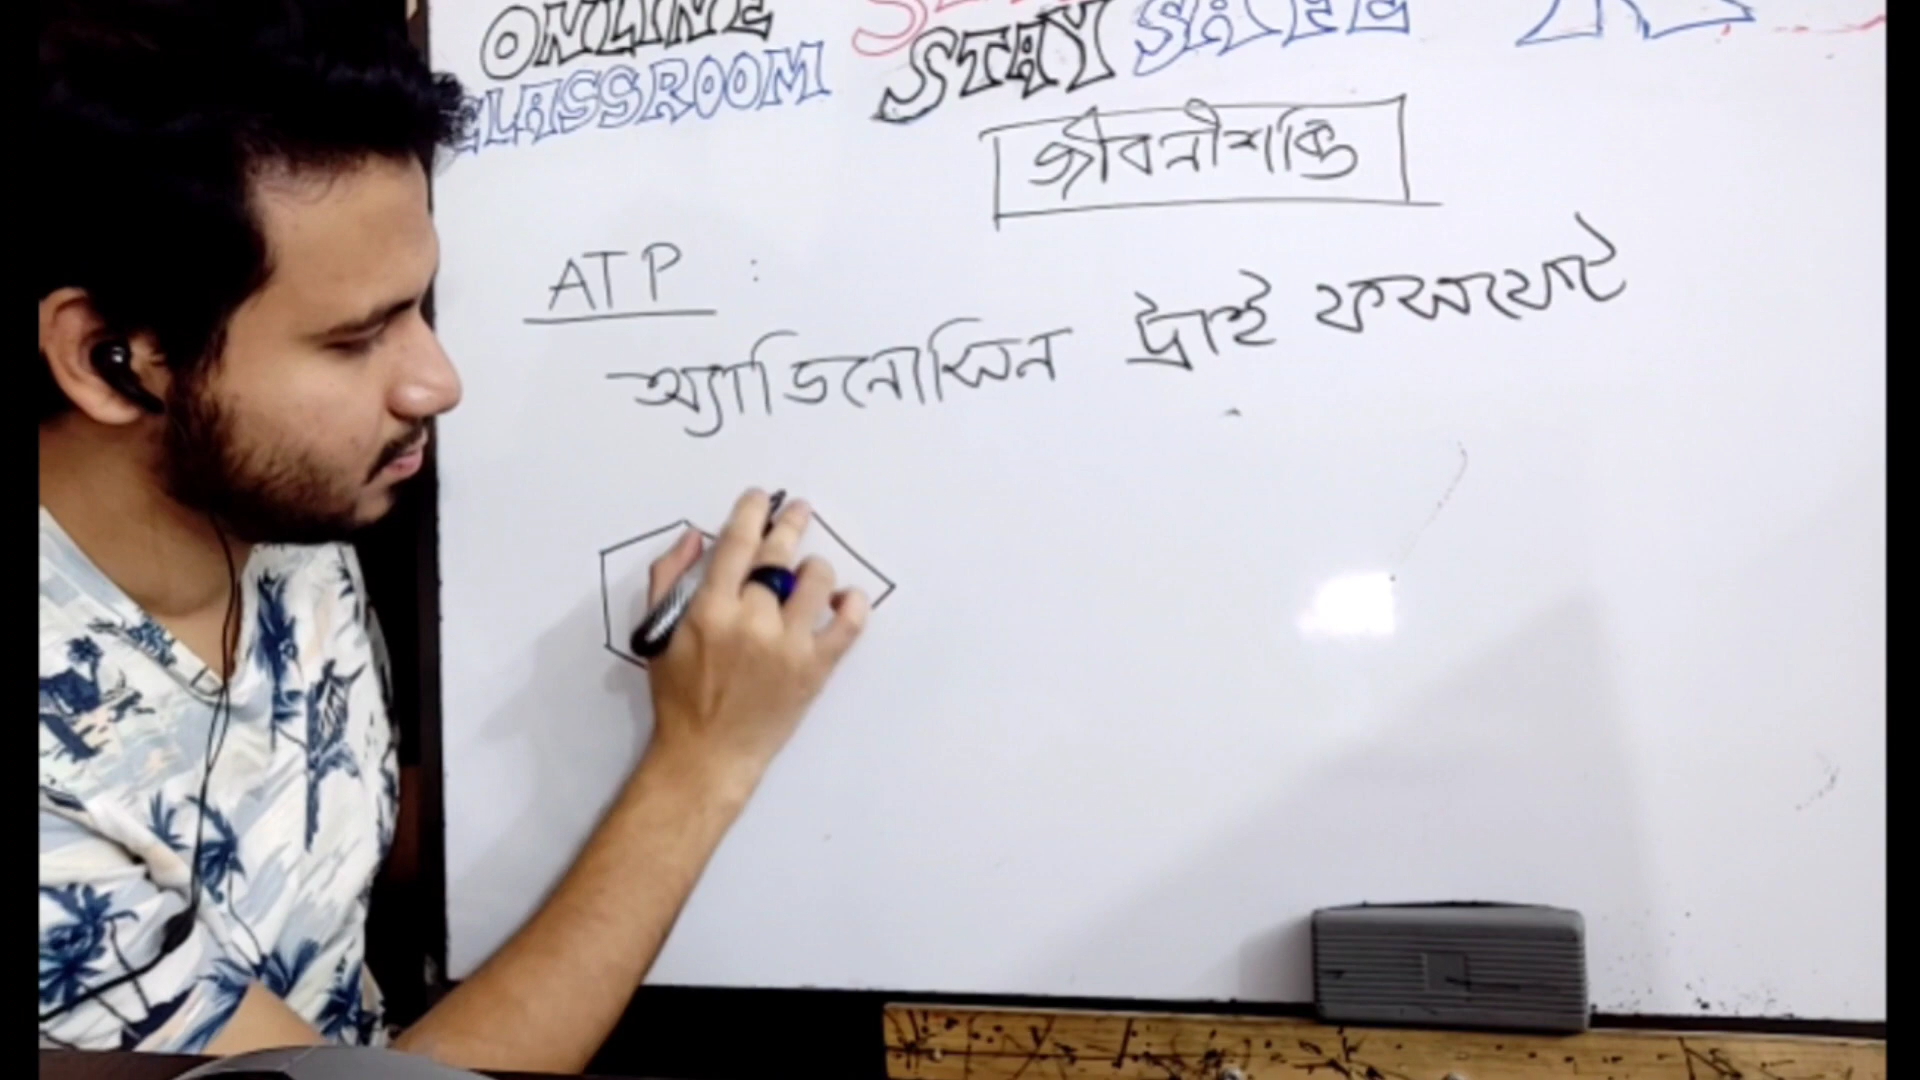 ONLINE
CLASSROOM
STAY SAFE
জীবনীশক্তি
ATP :
অ্যাডিনোসিন ট্রাই ফসফেট